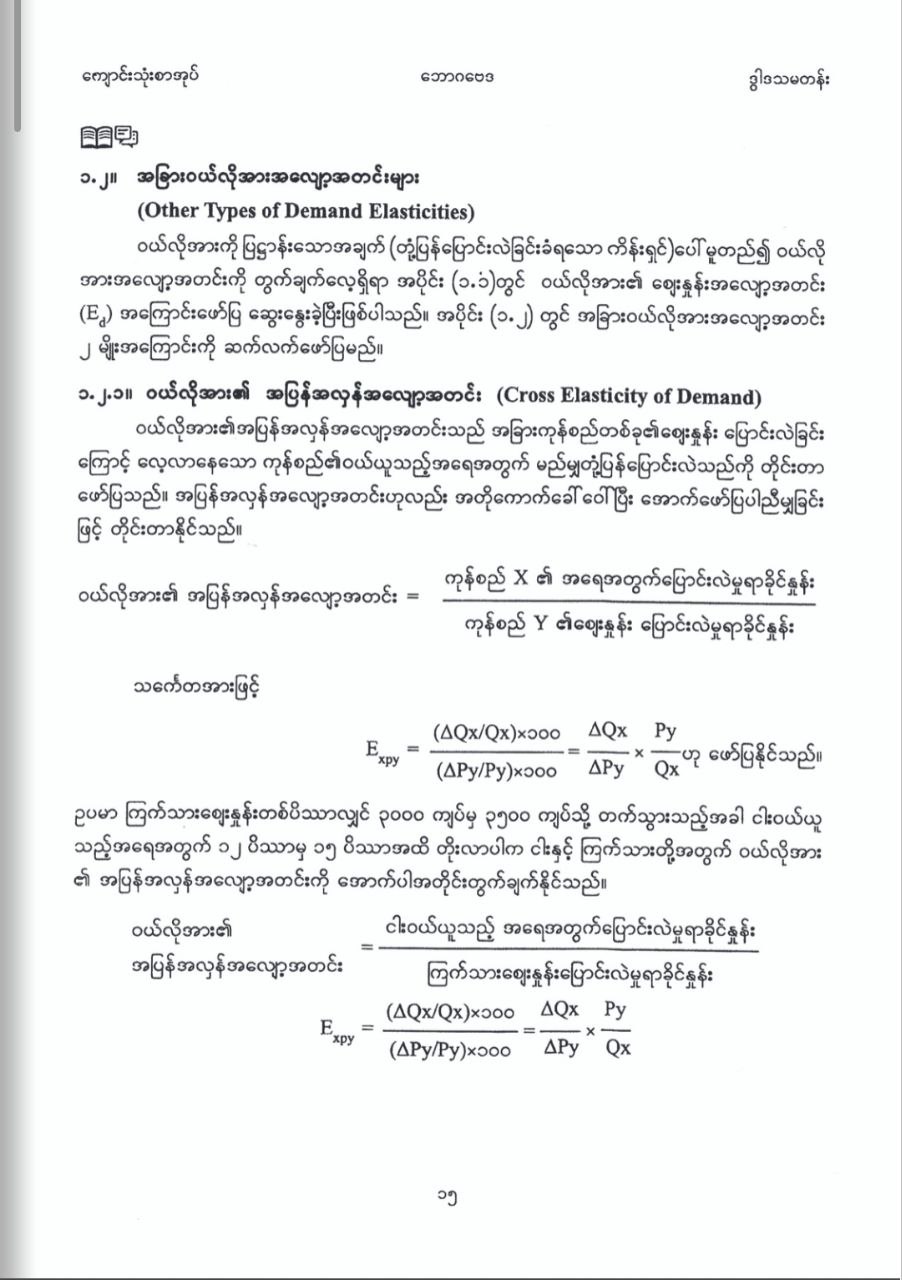 ကျောင်းသုံးစာအုပ် ဘောဂဗေဒ ဒွါဒသမတန်း
၁.၂။ အခြားဝယ်လိုအားအလျော့အတင်းများ
(Other Types of Demand Elasticities)
ဝယ်လိုအားကို ပြဋ္ဌာန်းသောအချက် (တုံ့ပြန်ပြောင်းလဲခြင်းခံရသော ကိန်းရှင်)ပေါ် မူတည်၍ ဝယ်လို
အားအလျော့အတင်းကို တွက်ချက်လေ့ရှိရာ အပိုင်း (၁.၁)တွင် ဝယ်လိုအား၏ ဈေးနှုန်းအလျော့အတင်း
(Ed) အကြောင်းဖော်ပြ ဆွေးနွေးခဲ့ပြီးဖြစ်ပါသည်။ အပိုင်း (၁.၂) တွင် အခြားဝယ်လိုအားအလျော့အတင်း
၂ မျိုးအကြောင်းကို ဆက်လက်ဖော်ပြမည်။
၁.၂.၁။ ဝယ်လိုအား၏ အပြန်အလှန်အလျော့အတင်း (Cross Elasticity of Demand)
ဝယ်လိုအား၏အပြန်အလှန်အလျော့အတင်းသည် အခြားကုန်စည်တစ်ခု၏ဈေးနှုန်း ပြောင်းလဲခြင်း
ကြောင့် လေ့လာနေသော ကုန်စည်၏ဝယ်ယူသည့်အရေအတွက် မည်မျှတုံ့ပြန်ပြောင်းလဲသည်ကို တိုင်းတာ
ဖော်ပြသည်။ အပြန်အလှန်အလျော့အတင်းဟုလည်း အတိုကောက်ခေါ်ဝေါ်ပြီး အောက်ဖော်ပြပါညီမျှခြင်း
ဖြင့် တိုင်းတာနိုင်သည်။
ကုန်စည် X ၏ အရေအတွက်ပြောင်းလဲမှုရာခိုင်နှုန်း
ဝယ်လိုအား၏ အပြန်အလှန်အလျော့အတင်း =
ကုန်စည် Y ၏ဈေးနှုန်း ပြောင်းလဲမှုရာခိုင်နှုန်း
သင်္ကေတအားဖြင့်
(ΔQx/Qx)×၁၀၀ ΔQx Py
Expy = = × ဟု ဖော်ပြနိုင်သည်။
(ΔPy/Py)×၁၀၀ ΔPy Qx
ဥပမာ ကြက်သားဈေးနှုန်းတစ်ပိဿာလျှင် ၃၀၀၀ ကျပ်မှ ၃၅၀၀ ကျပ်သို့ တက်သွားသည့်အခါ ငါးဝယ်ယူ
သည့်အရေအတွက် ၁၂ ပိဿာမှ ၁၅ ပိဿာအထိ တိုးလာပါက ငါးနှင့် ကြက်သားတို့အတွက် ဝယ်လိုအား
၏ အပြန်အလှန်အလျော့အတင်းကို အောက်ပါအတိုင်းတွက်ချက်နိုင်သည်။
ဝယ်လိုအား၏ ငါးဝယ်ယူသည့် အရေအတွက်ပြောင်းလဲမှုရာခိုင်နှုန်း
=
အပြန်အလှန်အလျော့အတင်း ကြက်သားဈေးနှုန်းပြောင်းလဲမှုရာခိုင်နှုန်း
(ΔQx/Qx)×၁၀၀ ΔQx Py
Expy = = ×
(ΔPy/Py)×၁၀၀ ΔPy Qx
၁၅